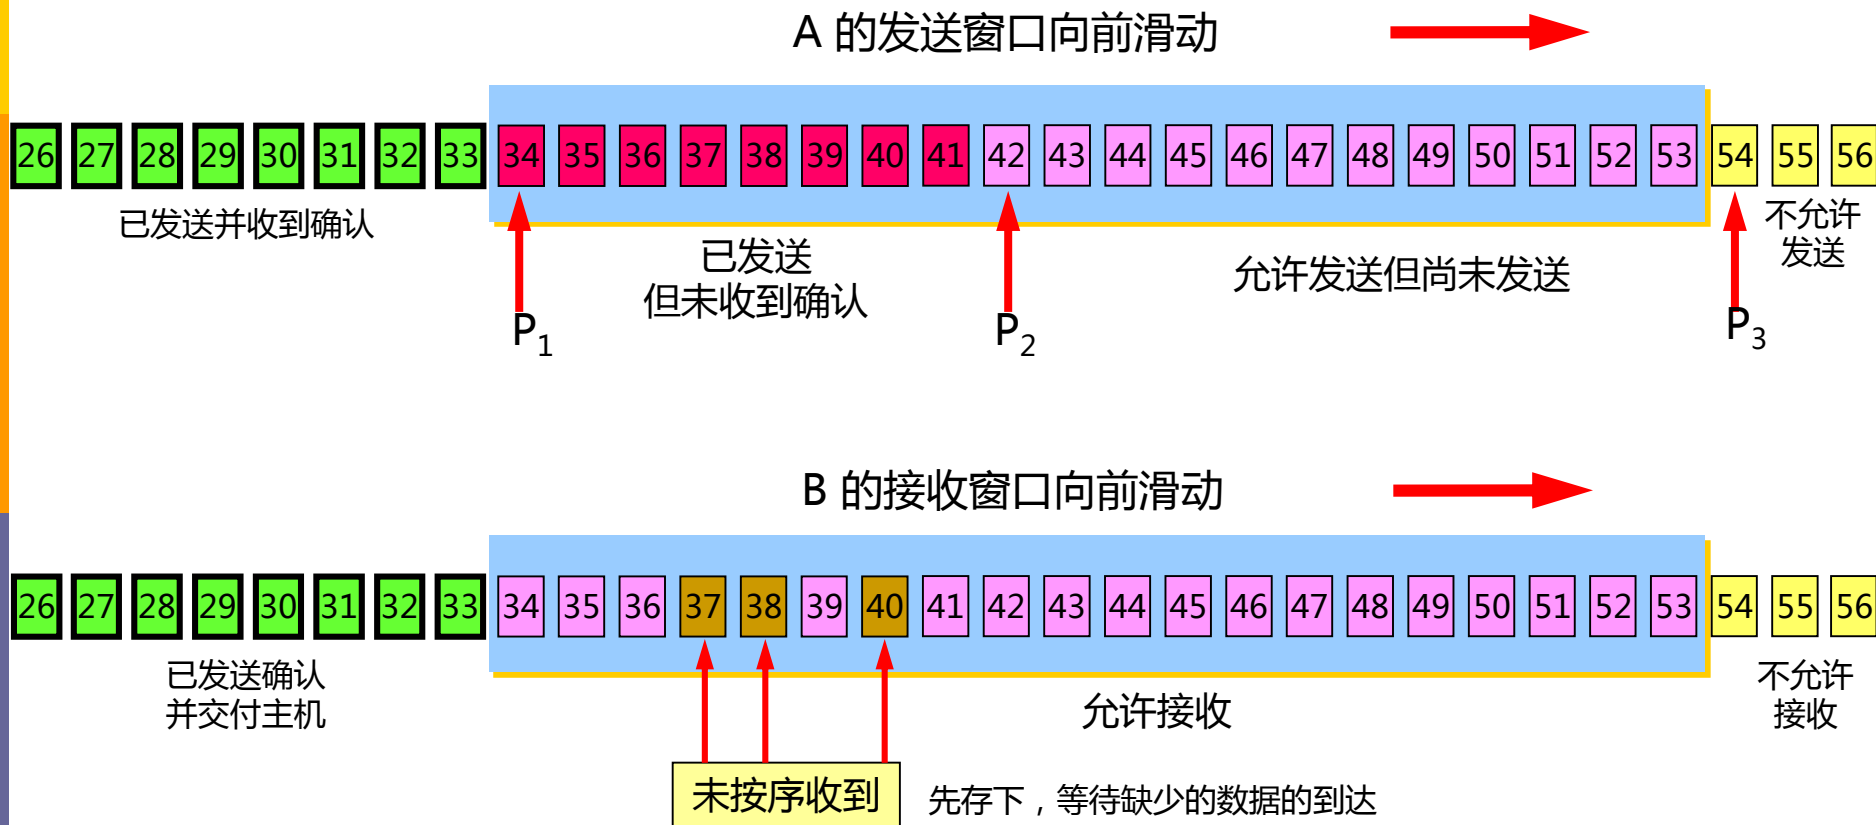 A 的发送窗口向前滑动
26 27 28 29 30 31 32 33 34 35 36 37 38 39 40 41 42 43 44 45 46 47 48 49 50 51 52 53 54 55 56
已发送并收到确认
已发送
但未收到确认
允许发送但尚未发送
不允许
发送
P1
P2
P3
B 的接收窗口向前滑动
26 27 28 29 30 31 32 33 34 35 36 37 38 39 40 41 42 43 44 45 46 47 48 49 50 51 52 53 54 55 56
已发送确认
并交付主机
允许接收
不允许
接收
未按序收到
先存下，等待缺少的数据的到达